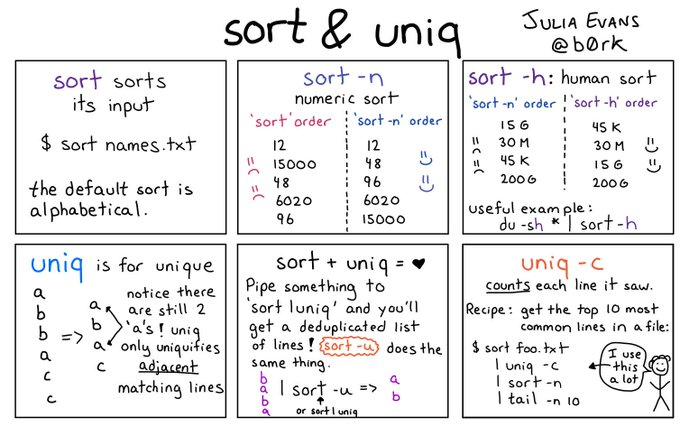 sort & uniq
JULIA EVANS
@b0rk
sort sorts
its input
$ sort names.txt
the default sort is
alphabetical.
sort -n
numeric sort
'sort' order
12
15000
48
6020
96
'sort -n' order
12
48
96
6020
15000
sort -h: human sort
'sort -n' order
15G
30M
45K
200G
'sort -h' order
45K
30M
15G
200G
useful example:
du -sh * | sort -h
uniq is for unique
a
b
b
a
c
c
=>
a
b
a
c
notice there
are still 2
'a's! uniq
only uniquifies
adjacent
matching lines
sort + uniq = ♥
Pipe something to
'sort | uniq' and you'll
get a deduplicated list
of lines! sort -u does the
same thing.
b
a
b
a
| sort -u =>
a
b
or sort | uniq
uniq -c
counts each line it saw.
Recipe: get the top 10 most
common lines in a file:
$ sort foo.txt
| uniq -c
| sort -n
| tail -n 10
I use
this
a lot